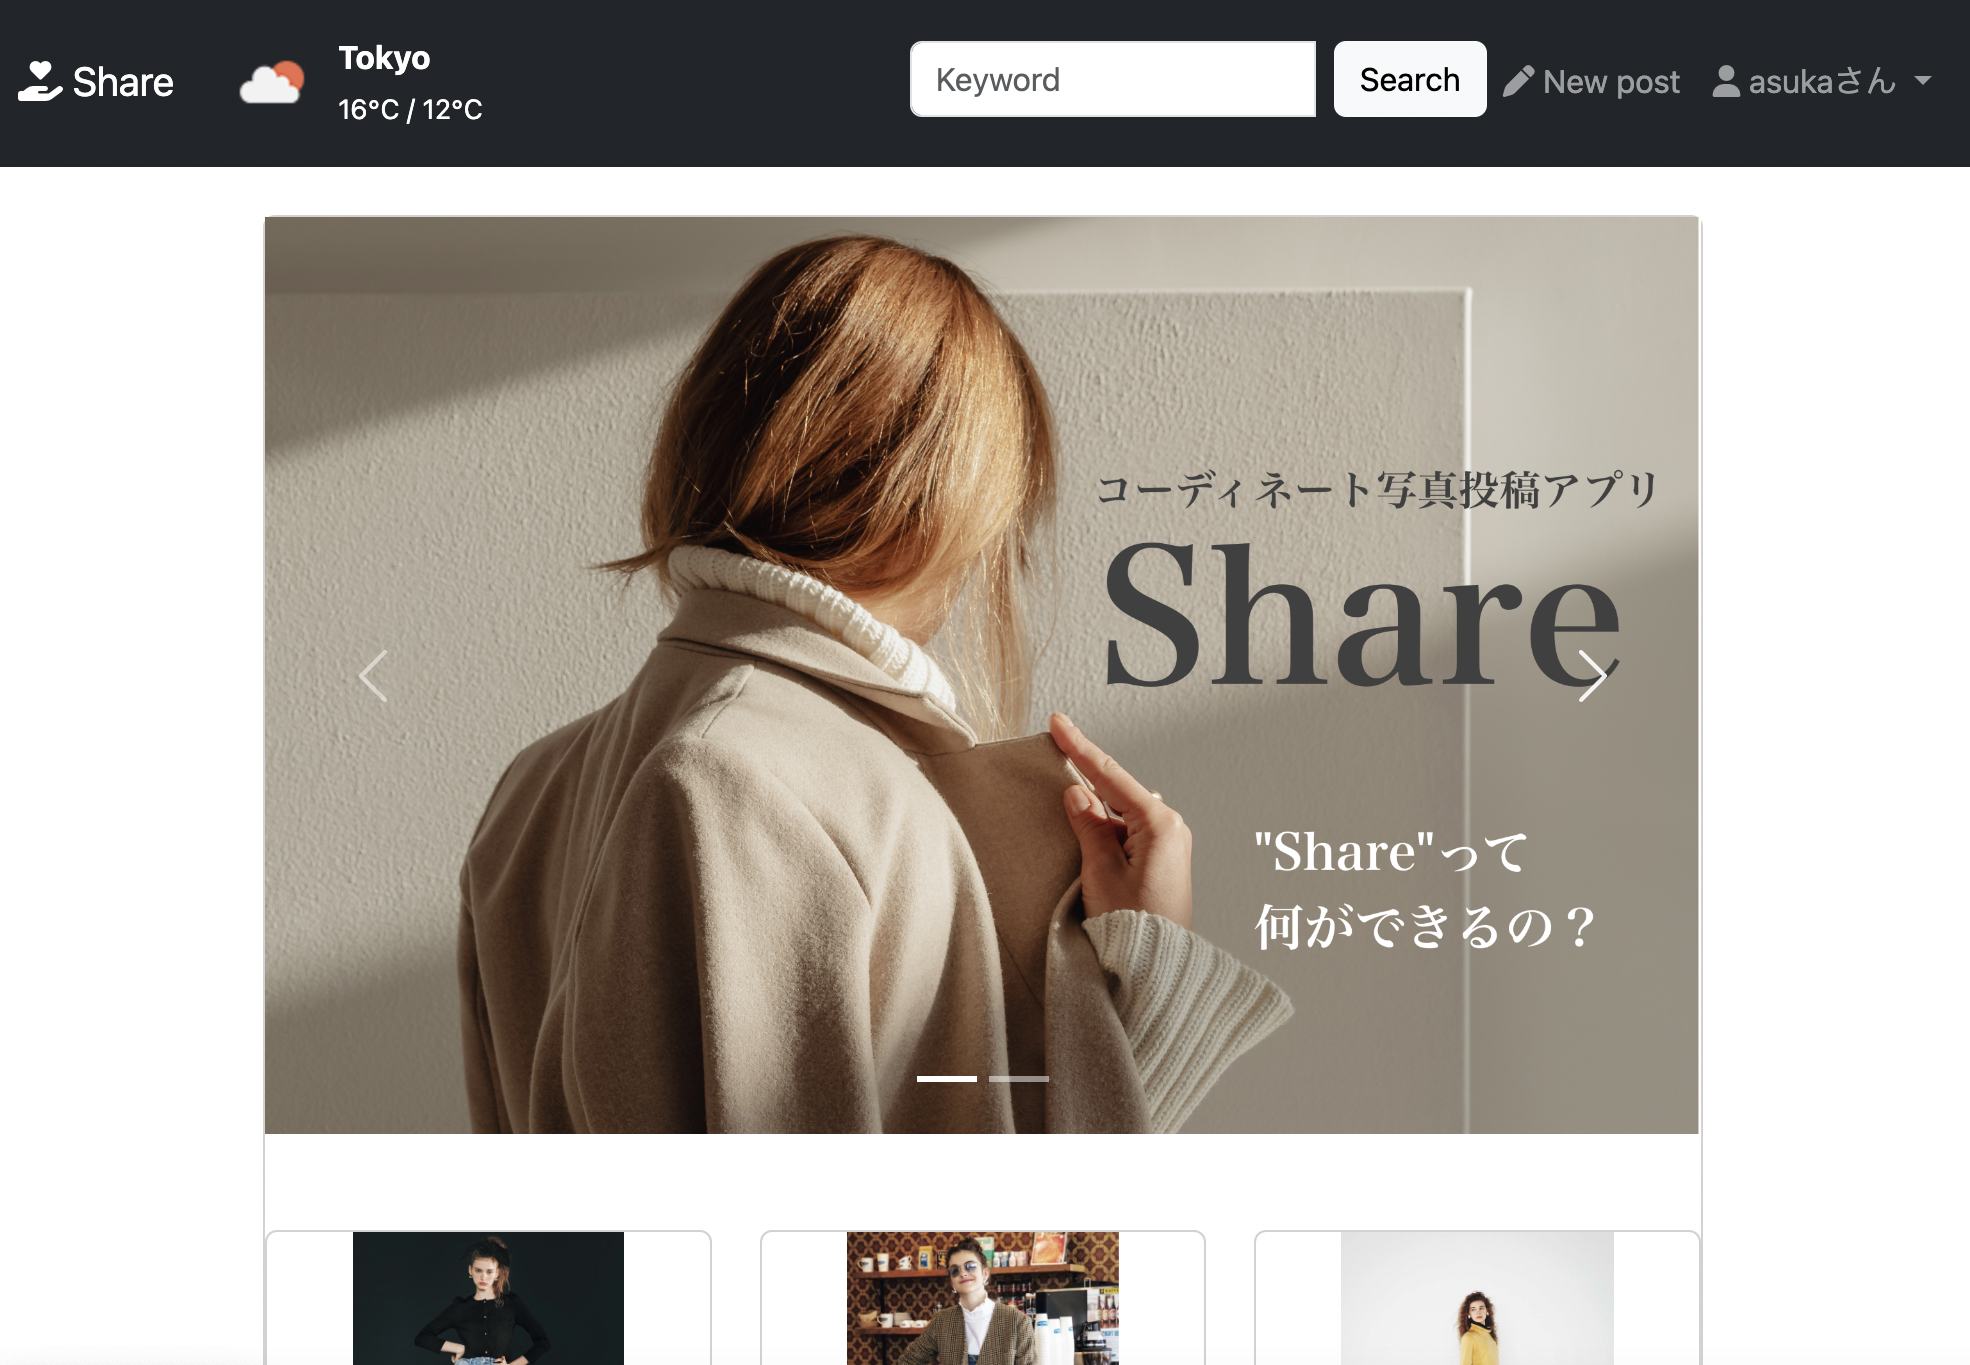 Share
Tokyo
16°C / 12°C
Keyword
Search
New post
asukaさん
コーディネート写真投稿アプリ
Share
"Share"って
何ができるの？